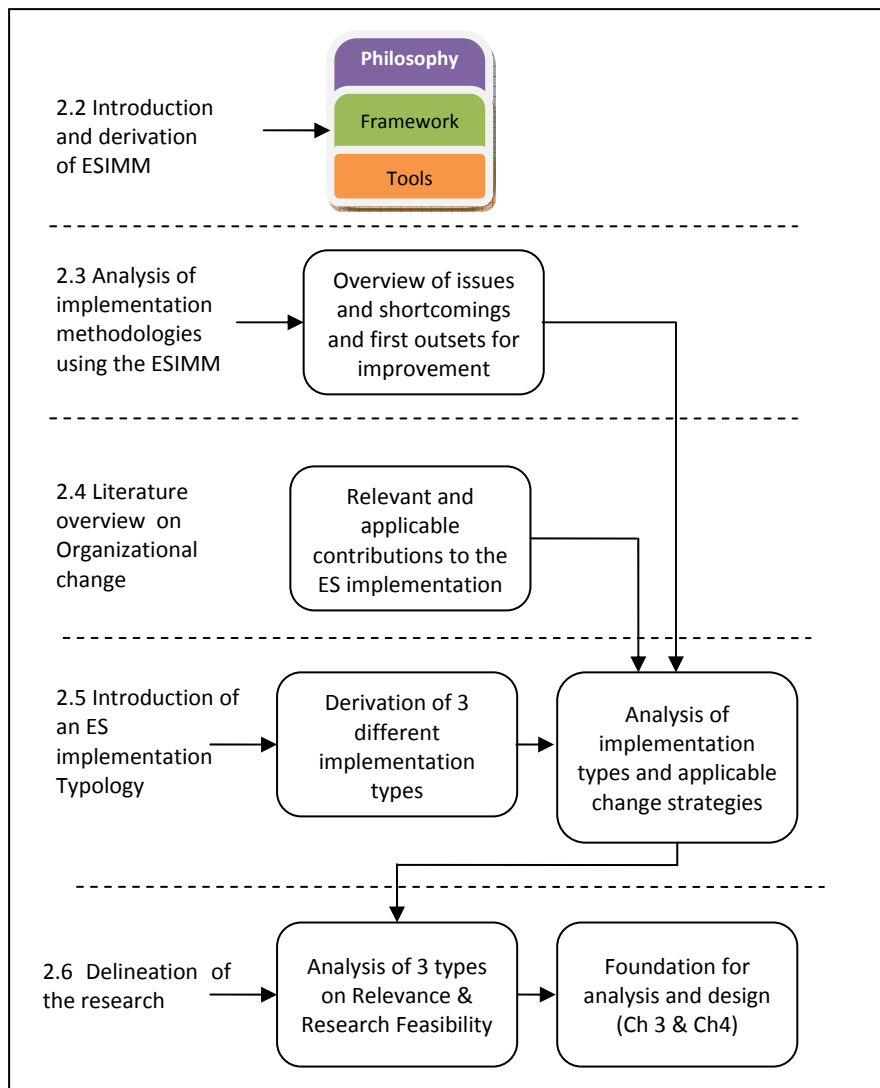 Philosophy
2.2 Introduction
and derivation
of ESIMM
Framework
Tools
2.3 Analysis of
implementation
methodologies
using the ESIMM
Overview of issues
and shortcomings
and first outsets for
improvement
2.4 Literature
overview on
Organizational
change
Relevant and
applicable
contributions to the
ES implementation
2.5 Introduction of
an ES
implementation
Typology
Derivation of 3
different
implementation
types
Analysis of
implementation
types and applicable
change strategies
2.6 Delineation of
the research
Analysis of 3 types
on Relevance &
Research Feasibility
Foundation for
analysis and design
(Ch 3 & Ch4)